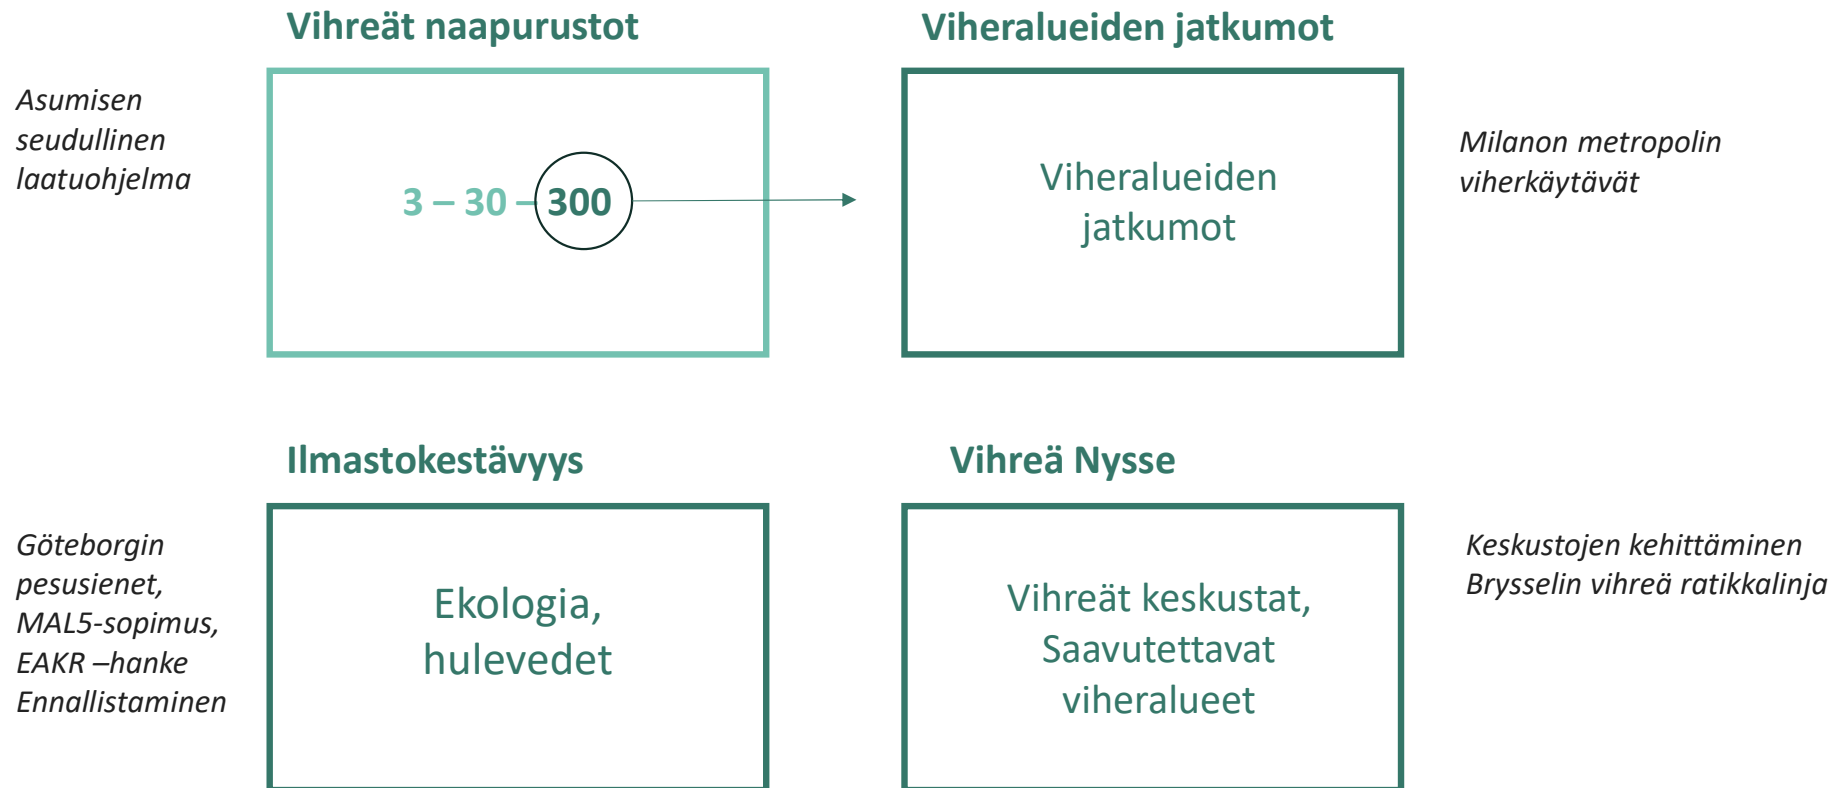 Vihreät naapurustot
Asumisen
seudullinen
laatuohjelma
3 – 30 – 300
Viheralueiden jatkumot
Viheralueiden
jatkumot
Milanon metropolin
viherkäytävät
Ilmastokestävyys
Göteborgin
pesusienet,
MAL5-sopimus,
EAKR –hanke
Ennallistaminen
Ekologia,
hulevedet
Vihreä Nysse
Vihreät keskustat,
Saavutettavat
viheralueet
Keskustojen kehittäminen
Brysselin vihreä ratikkalinja